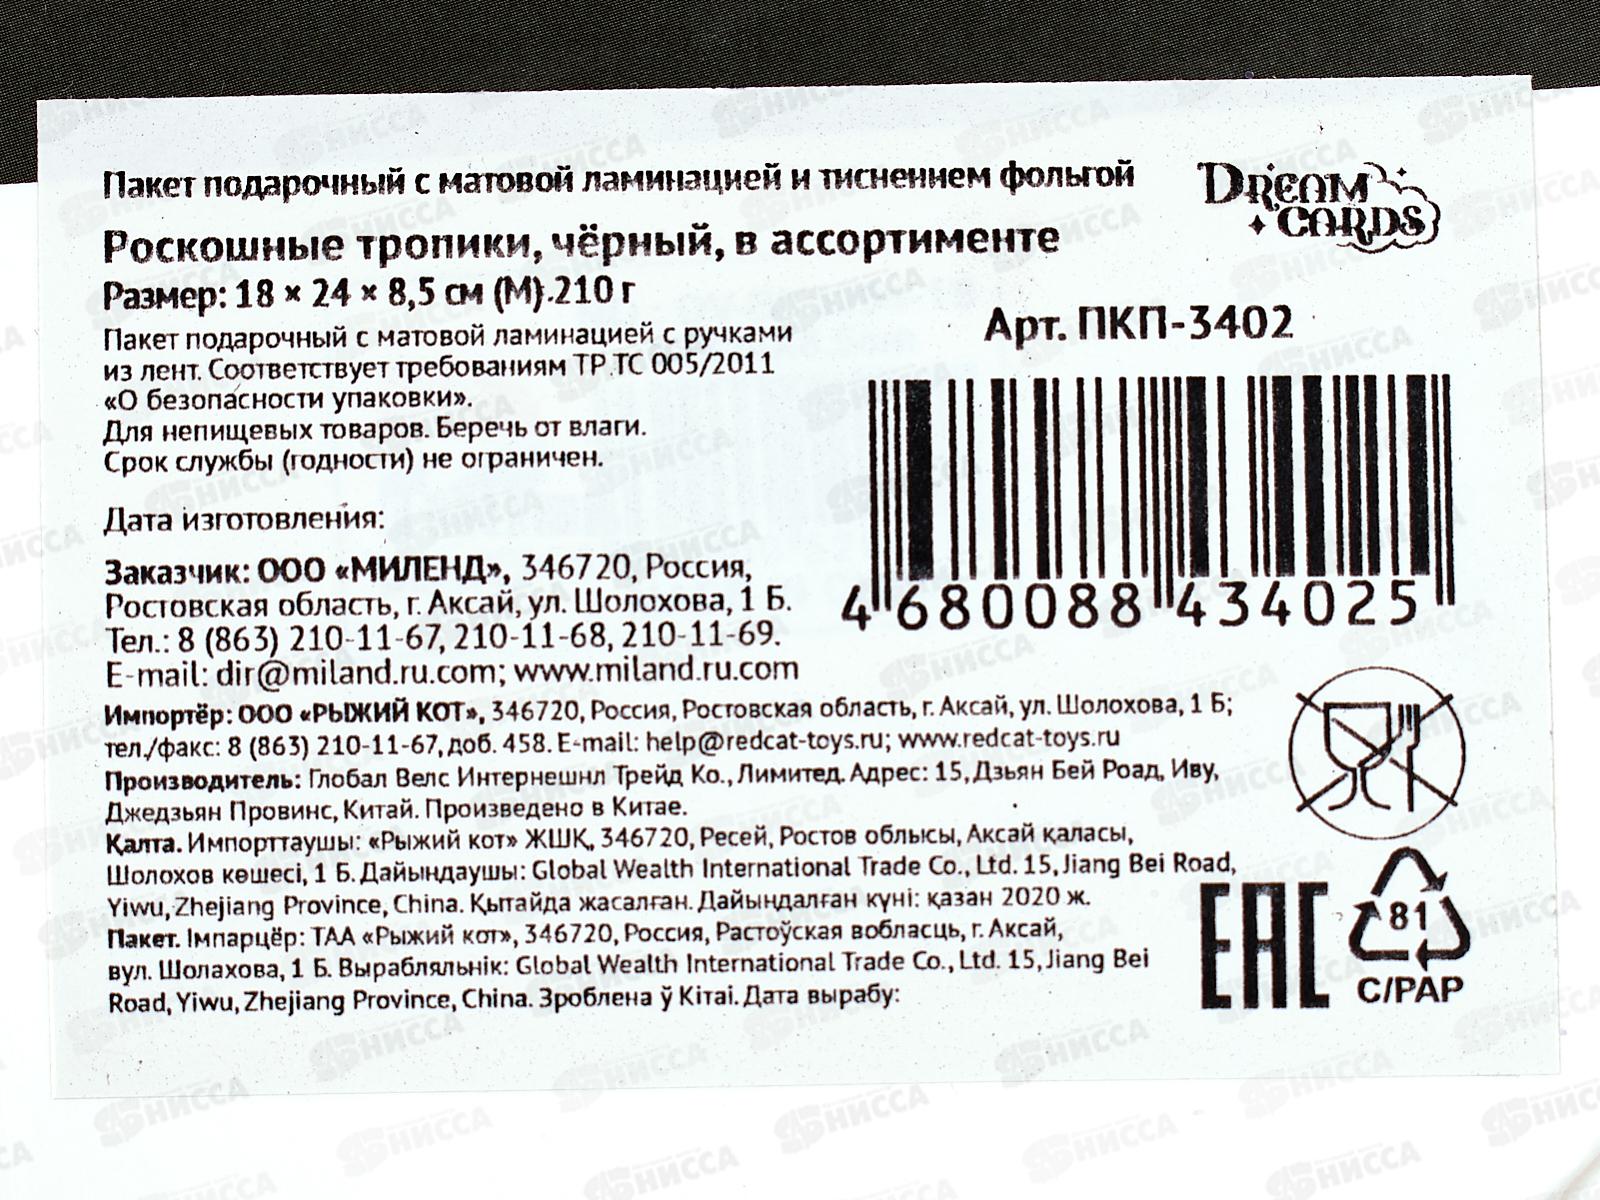 Пакет подарочный с матовой ламинацией и тиснением фольгой
Роскошные тропики, чёрный, в ассортименте
Размер: 18 × 24 × 8,5 см (M).210 г
Пакет подарочный с матовой ламинацией с ручками
из лент. Соответствует требованиям ТР ТС 005/2011
«О безопасности упаковки».
Для непищевых товаров. Беречь от влаги.
Срок службы (годности) не ограничен.
Дата изготовления:
Заказчик: ООО «МИЛЕНД», 346720, Россия,
Ростовская область, г. Аксай, ул. Шолохова, 1 Б.
Тел.: 8 (863) 210-11-67, 210-11-68, 210-11-69.
E-mail: dir@miland.ru.com; www.miland.ru.com
Импортёр: ООО «РЫЖИЙ КОТ», 346720, Россия, Ростовская область, г. Аксай, ул. Шолохова, 1 Б;
тел./факс: 8 (863) 210-11-67, доб. 458. E-mail: help@redcat-toys.ru; www.redcat-toys.ru
Производитель: Глобал Велс Интернешнл Трейд Ко., Лимитед. Адрес: 15, Дзьян Бей Роад, Иву,
Джедзьян Провинс, Китай. Произведено в Китае.
Қалта. Импорттаушы: «Рыжий кот» ЖШҚ, 346720, Ресей, Ростов облысы, Аксай қаласы,
Шолохов көшесі, 1 Б. Дайындаушы: Global Wealth International Trade Co., Ltd. 15, Jiang Bei Road,
Yiwu, Zhejiang Province, China. Қытайда жасалған. Дайындалған күні: қазан 2020 ж.
Пакет. Імпарцёр: ТАА «Рыжий кот», 346720, Россия, Растоўская вобласць, г. Аксай,
вул. Шолахова, 1 Б. Вырабляльнік: Global Wealth International Trade Co., Ltd. 15, Jiang Bei
Road, Yiwu, Zhejiang Province, China. Зроблена ў Кітаі. Дата вырабу:
DREAM
CARDS
Арт. ПКП-3402
4 680088 434025
EAC
81
C/PAP
НИССА